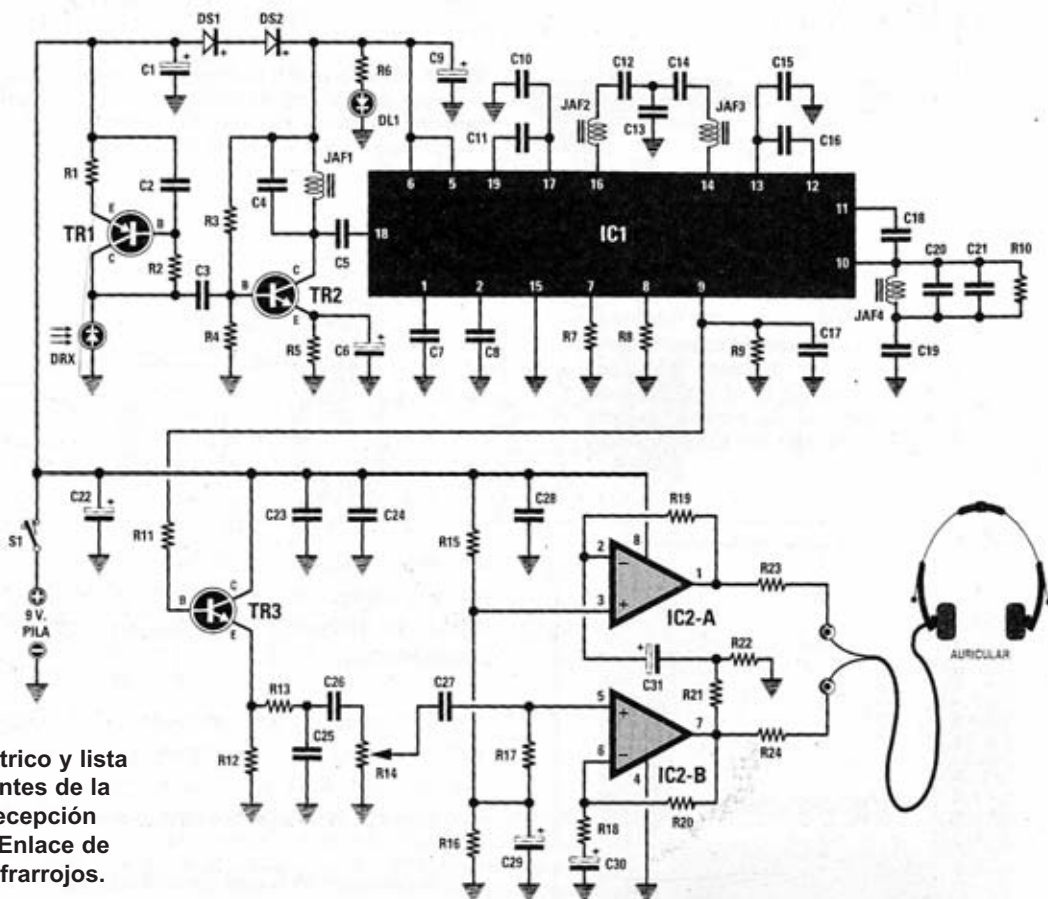 DS1 DS2
C1 R6 C9 C10 C12 C14 C15
DL1 JAF2 C13 JAF3
C11 C16
R1 C2 JAF1
6 5 19 17 16 14 13 12
R3 C4
E
B TR1
C
R2 C5 18 IC1 11 C18
10 C20 C21 R10
C3 C
B TR2
E
1 2 15 7 8 9 JAF4
DRX R4 R5 C6 C7 C8 R7 R8 R9 C17 C19
C22 + C28 R19
R11 C23 C24 R15 8
S1 2 − 1 R23
3 +
C IC2-A
B TR3
E
9 V.
PILA
R22
C31 R21 AURICULAR
R13 C26 C27 5 + 7
6 − R24
IC2-B
R12 C25 R14 R17 4
R20
R16 R18
C29 C30
trico y lista
ntes de la
ecepción
Enlace de
frarrojos.